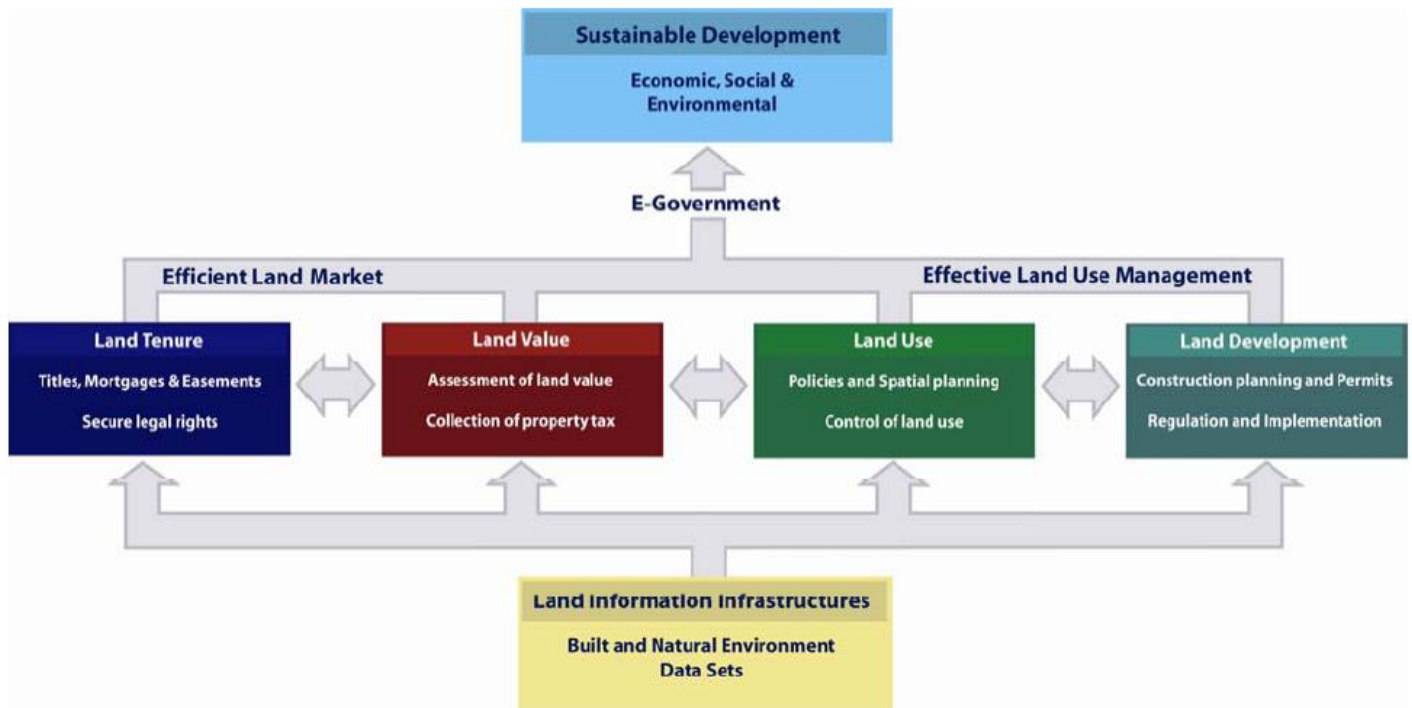 Sustainable Development
Economic, Social &
Environmental
E-Government
Efficient Land Market
Effective Land Use Management
Land Tenure
Titles, Mortgages & Easements
Secure legal rights
Land Value
Assessment of land value
Collection of property tax
Land Use
Policies and Spatial planning
Control of land use
Land Development
Construction planning and Permits
Regulation and Implementation
Land Information Infrastructures
Built and Natural Environment
Data Sets